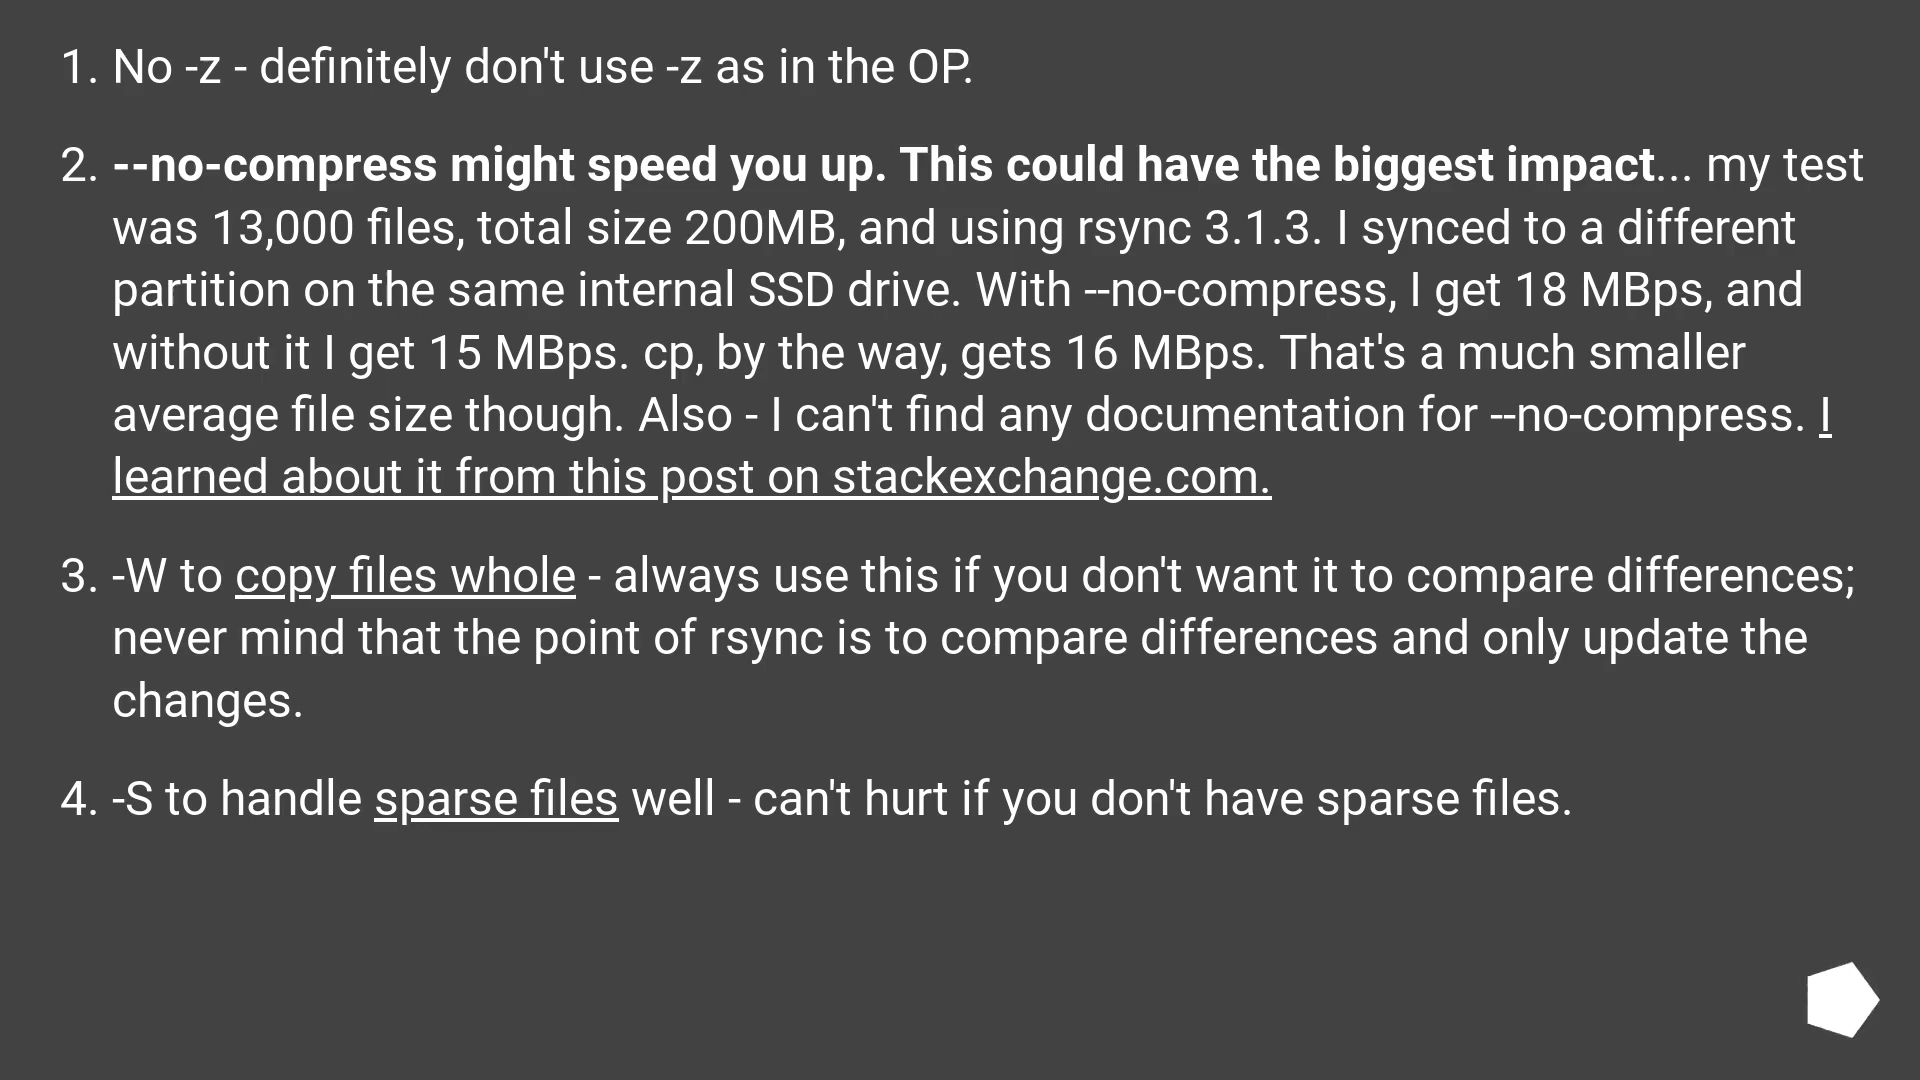 1. No -z - definitely don't use -z as in the OP.
2. --no-compress might speed you up. This could have the biggest impact... my test
was 13,000 files, total size 200MB, and using rsync 3.1.3. I synced to a different
partition on the same internal SSD drive. With --no-compress, I get 18 MBps, and
without it I get 15 MBps. cp, by the way, gets 16 MBps. That's a much smaller
average file size though. Also - I can't find any documentation for --no-compress. I
learned about it from this post on stackexchange.com.
3. -W to copy files whole - always use this if you don't want it to compare differences;
never mind that the point of rsync is to compare differences and only update the
changes.
4. -S to handle sparse files well - can't hurt if you don't have sparse files.